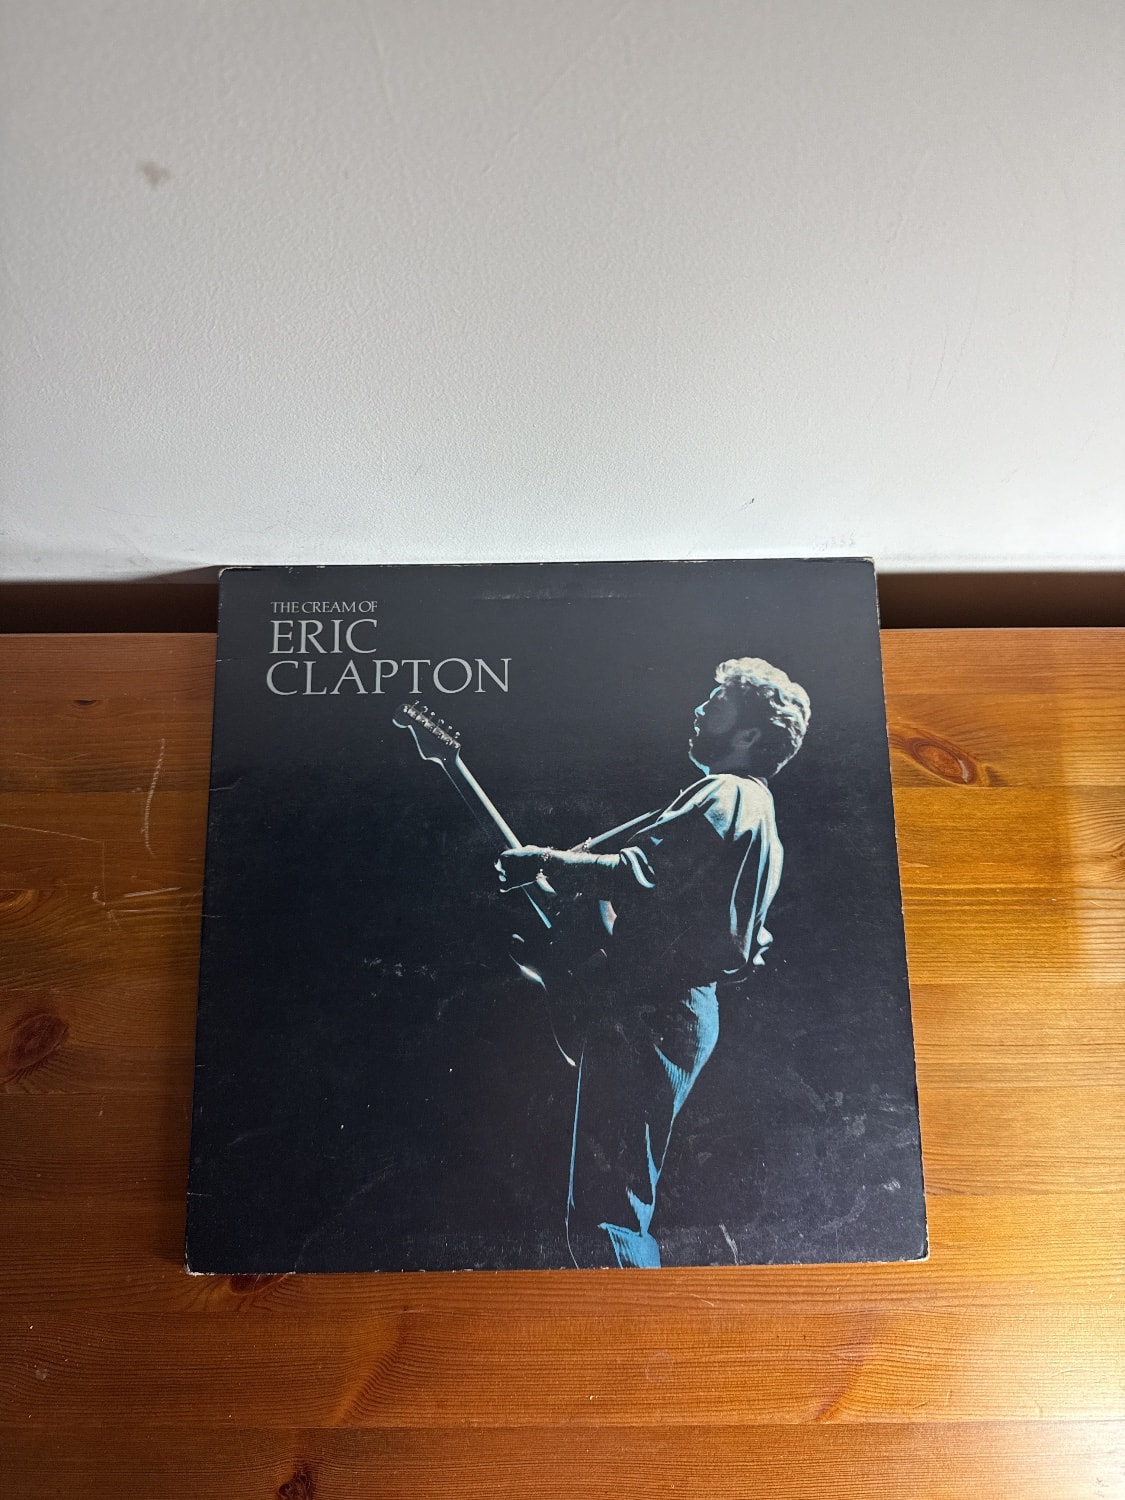 THE CREAM OF
ERIC
CLAPTON